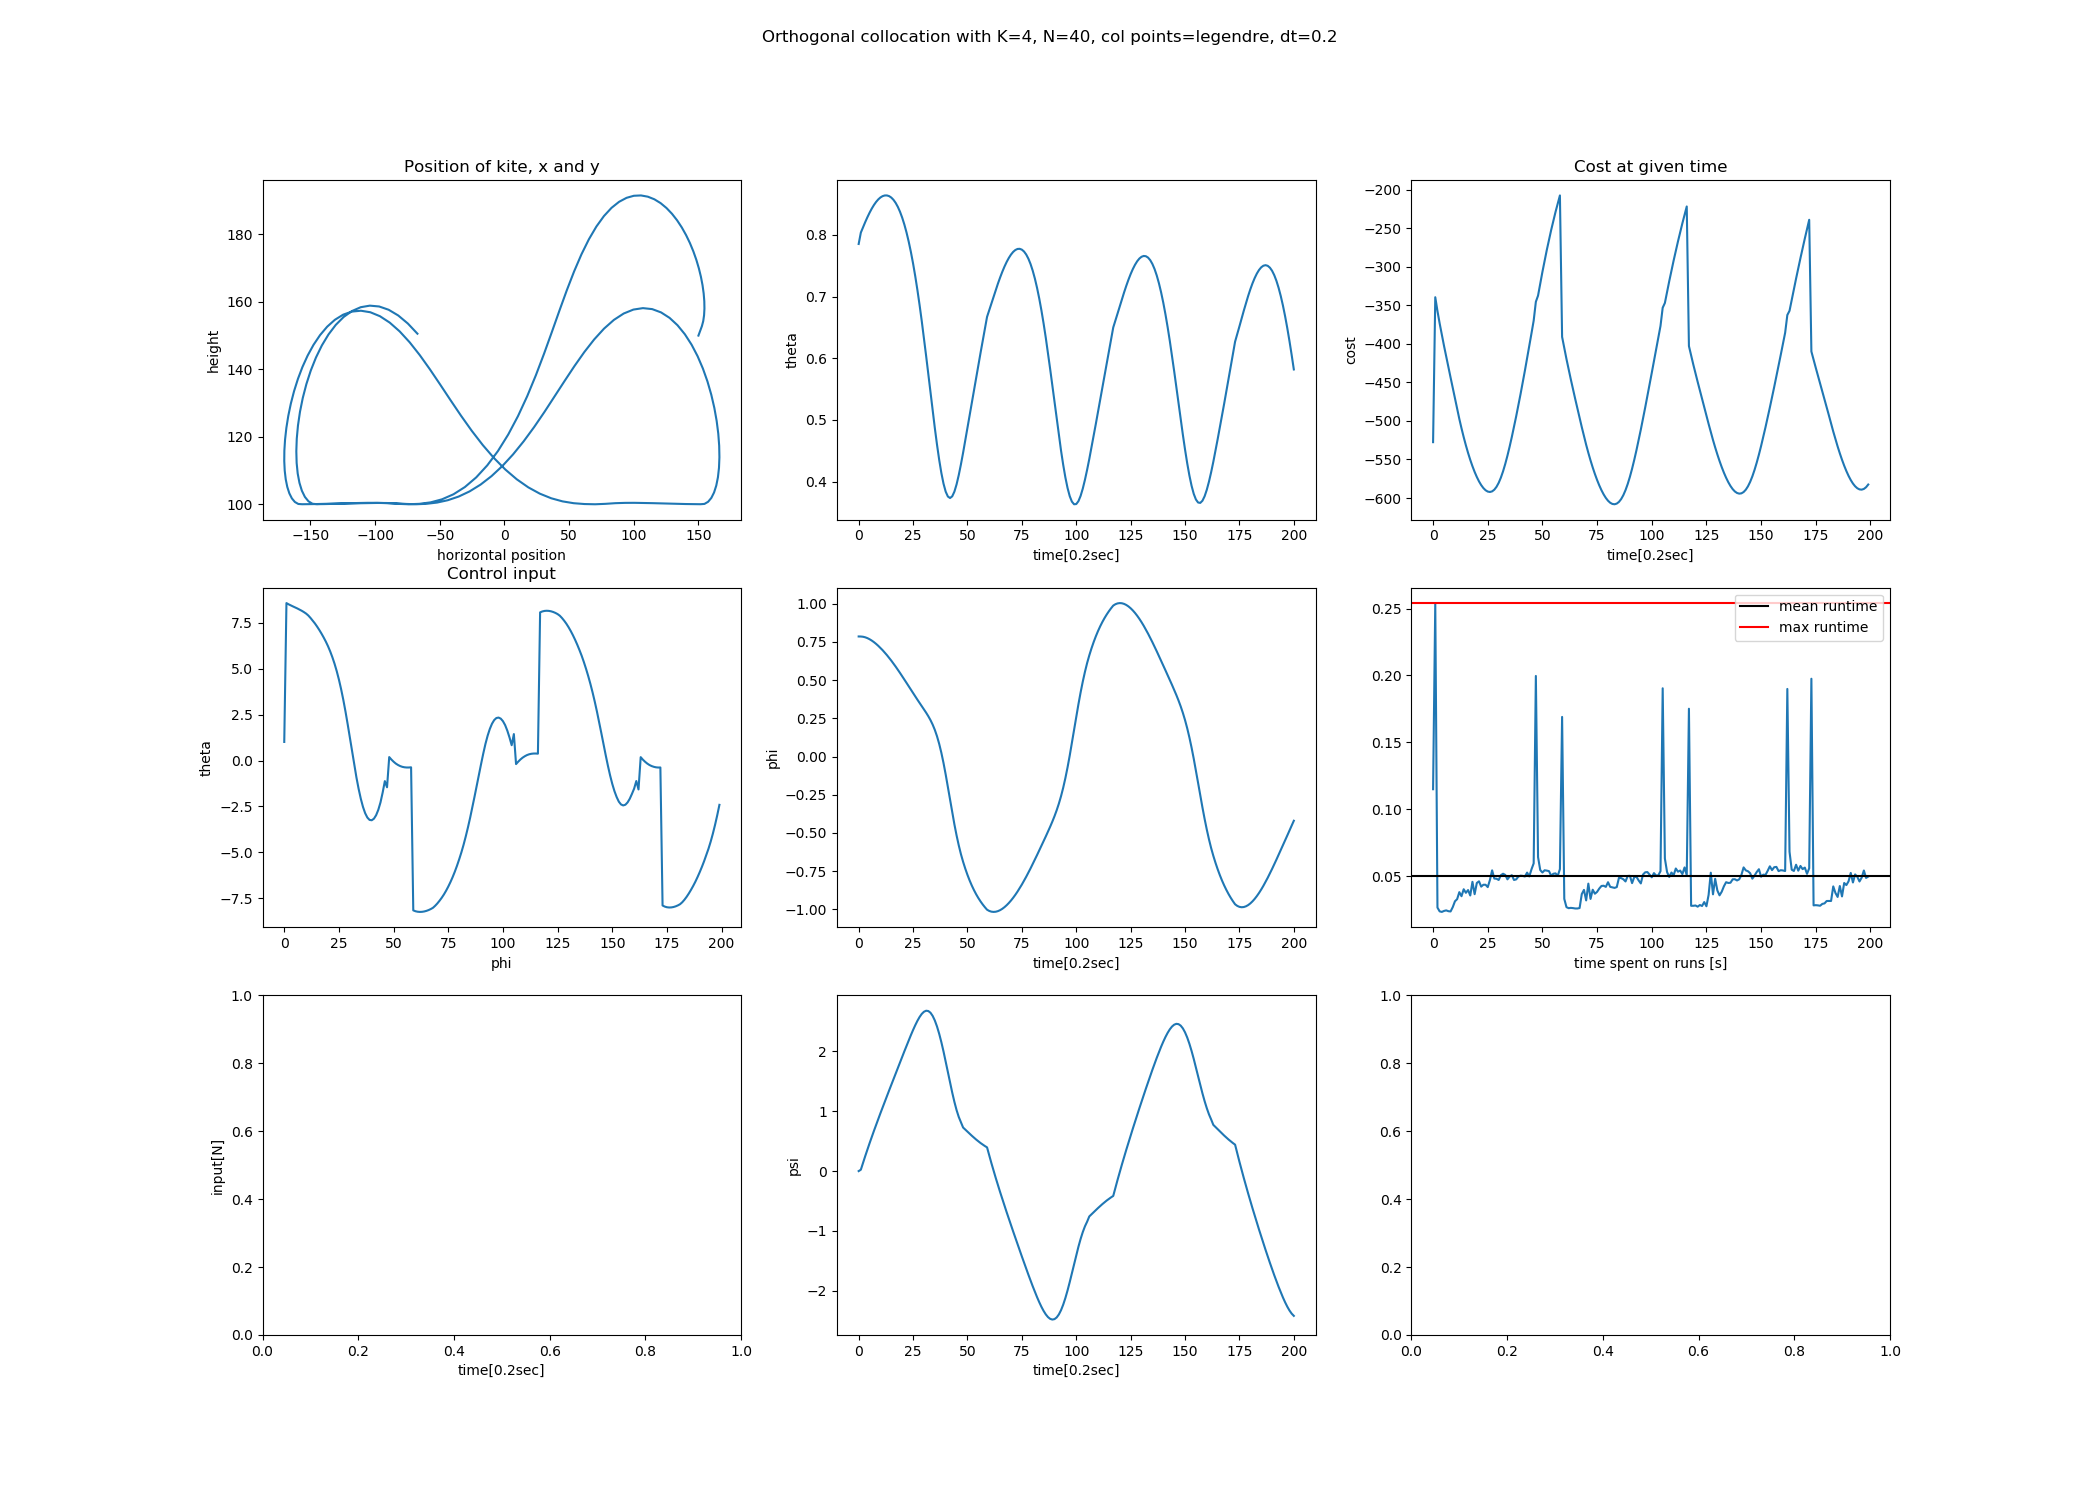 Orthogonal collocation with K=4, N=40, col points=legendre, dt=0.2
Position of kite, x and y
height
180
160
140
120
100
−150 −100 −50 0 50 100 150
horizontal position
theta
0.8
0.7
0.6
0.5
0.4
0 25 50 75 100 125 150 175 200
time[0.2sec]
Cost at given time
cost
−200
−250
−300
−350
−400
−450
−500
−550
−600
0 25 50 75 100 125 150 175 200
time[0.2sec]
Control input
theta
7.5
5.0
2.5
0.0
−2.5
−5.0
−7.5
0 25 50 75 100 125 150 175 200
phi
phi
1.00
0.75
0.50
0.25
0.00
−0.25
−0.50
−0.75
−1.00
0 25 50 75 100 125 150 175 200
time[0.2sec]
mean runtime
max runtime
0.25
0.20
0.15
0.10
0.05
0 25 50 75 100 125 150 175 200
time spent on runs [s]
input[N]
1.0
0.8
0.6
0.4
0.2
0.0
0.0 0.2 0.4 0.6 0.8 1.0
time[0.2sec]
psi
2
1
0
−1
−2
0 25 50 75 100 125 150 175 200
time[0.2sec]
1.0
0.8
0.6
0.4
0.2
0.0
0.0 0.2 0.4 0.6 0.8 1.0